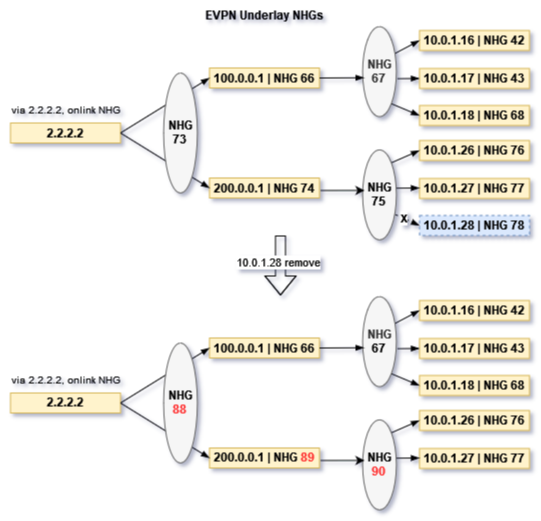 EVPN Underlay NHGs
10.0.1.16 | NHG 42
100.0.0.1 | NHG 66
NHG
67
10.0.1.17 | NHG 43
10.0.1.18 | NHG 68
via 2.2.2.2, onlink NHG
2.2.2.2
NHG
73
10.0.1.26 | NHG 76
200.0.0.1 | NHG 74
NHG
75
10.0.1.27 | NHG 77
X
10.0.1.28 | NHG 78
10.0.1.28 remove
10.0.1.16 | NHG 42
100.0.0.1 | NHG 66
NHG
67
10.0.1.17 | NHG 43
10.0.1.18 | NHG 68
via 2.2.2.2, onlink NHG
2.2.2.2
NHG
88
10.0.1.26 | NHG 76
200.0.0.1 | NHG 89
NHG
90
10.0.1.27 | NHG 77